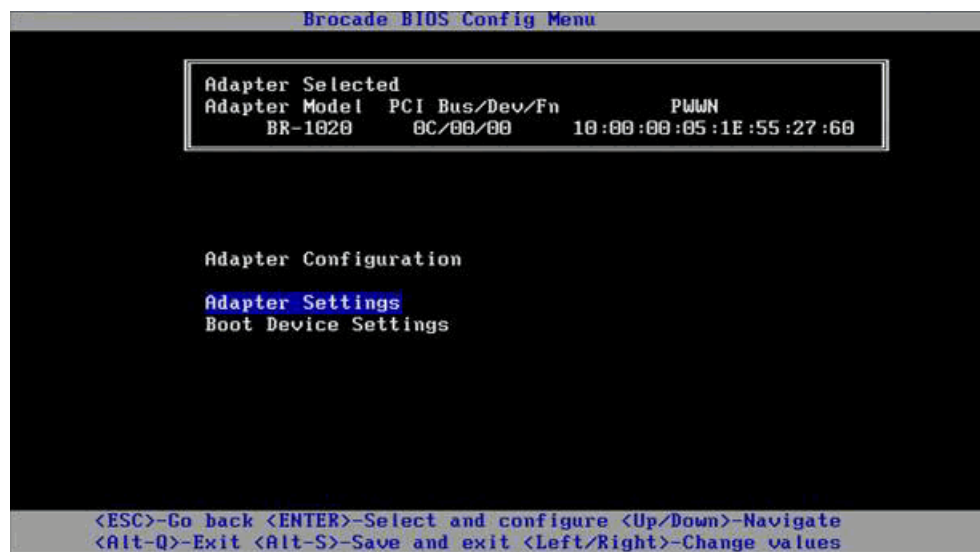 Brocade BIOS Config Menu
Adapter Selected
Adapter Model PCI Bus/Dev/Fn PWWN
BR-1020 0C/00/00 10:00:00:05:1E:55:27:60
Adapter Configuration
Adapter Settings
Boot Device Settings
<ESC>-Go back <ENTER>-Select and configure <Up/Down>-Navigate
<Alt-Q>-Exit <Alt-S>-Save and exit <Left/Right>-Change values